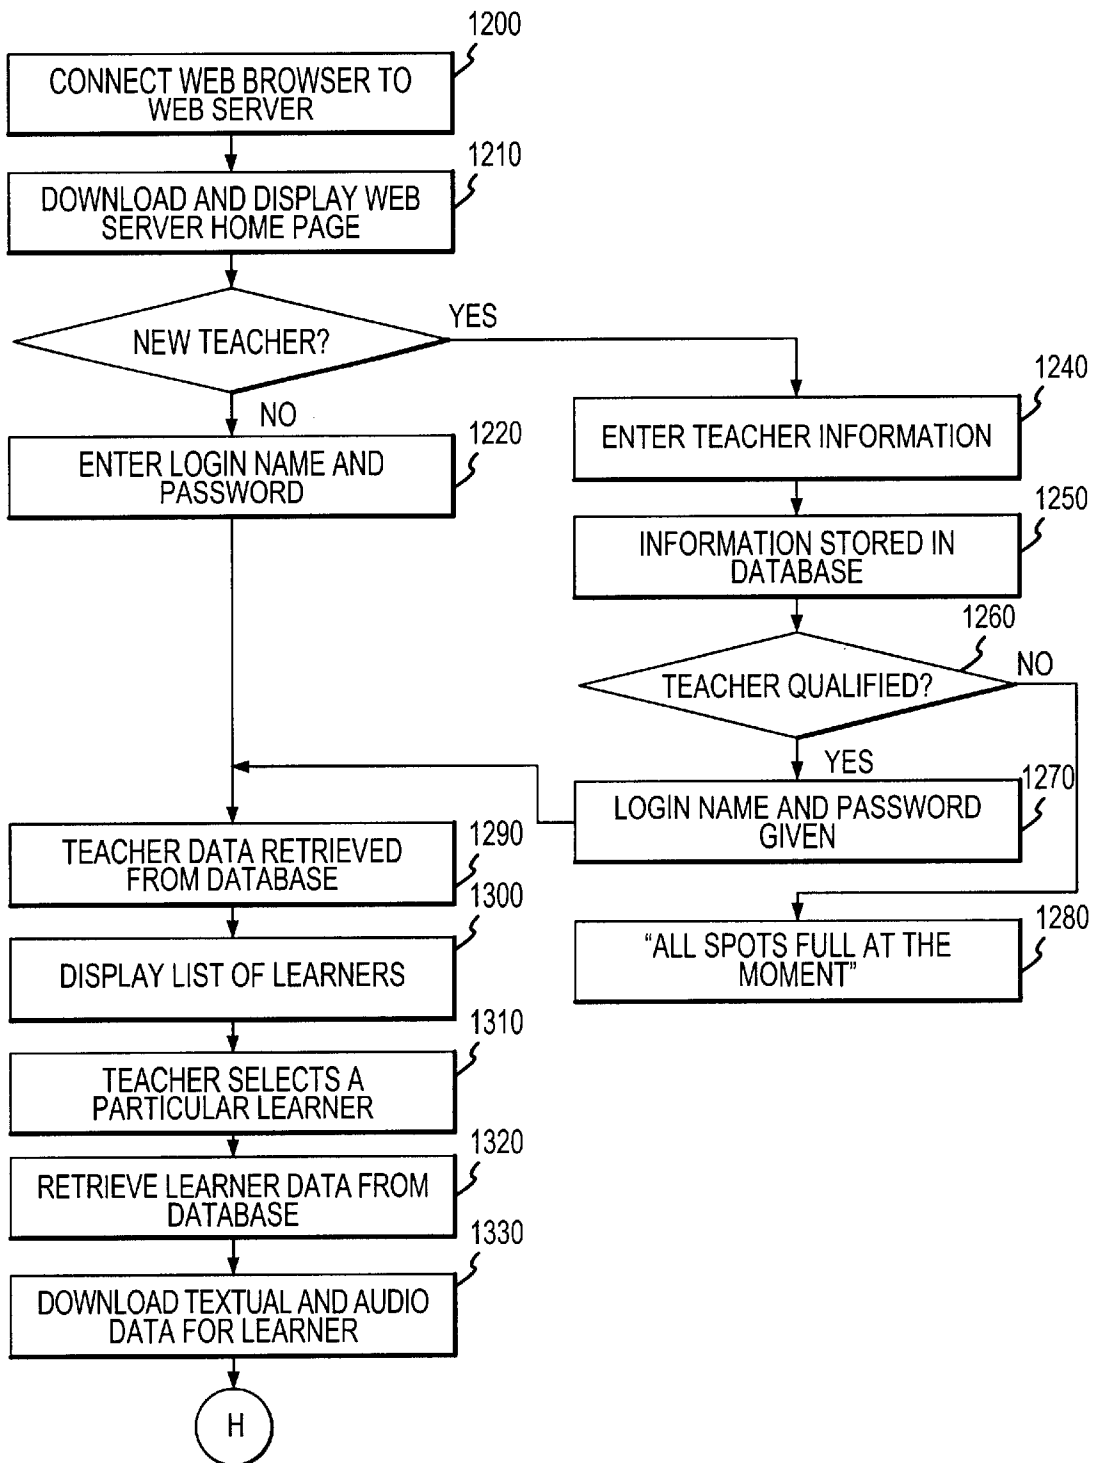 1200
CONNECT WEB BROWSER TO
WEB SERVER
1210
DOWNLOAD AND DISPLAY WEB
SERVER HOME PAGE
NEW TEACHER?
YES
NO
1220
ENTER LOGIN NAME AND
PASSWORD
1240
ENTER TEACHER INFORMATION
1250
INFORMATION STORED IN
DATABASE
1260
TEACHER QUALIFIED?
NO
YES
1270
LOGIN NAME AND PASSWORD
GIVEN
1280
“ALL SPOTS FULL AT THE
MOMENT”
1290
TEACHER DATA RETRIEVED
FROM DATABASE
1300
DISPLAY LIST OF LEARNERS
1310
TEACHER SELECTS A
PARTICULAR LEARNER
1320
RETRIEVE LEARNER DATA FROM
DATABASE
1330
DOWNLOAD TEXTUAL AND AUDIO
DATA FOR LEARNER
H